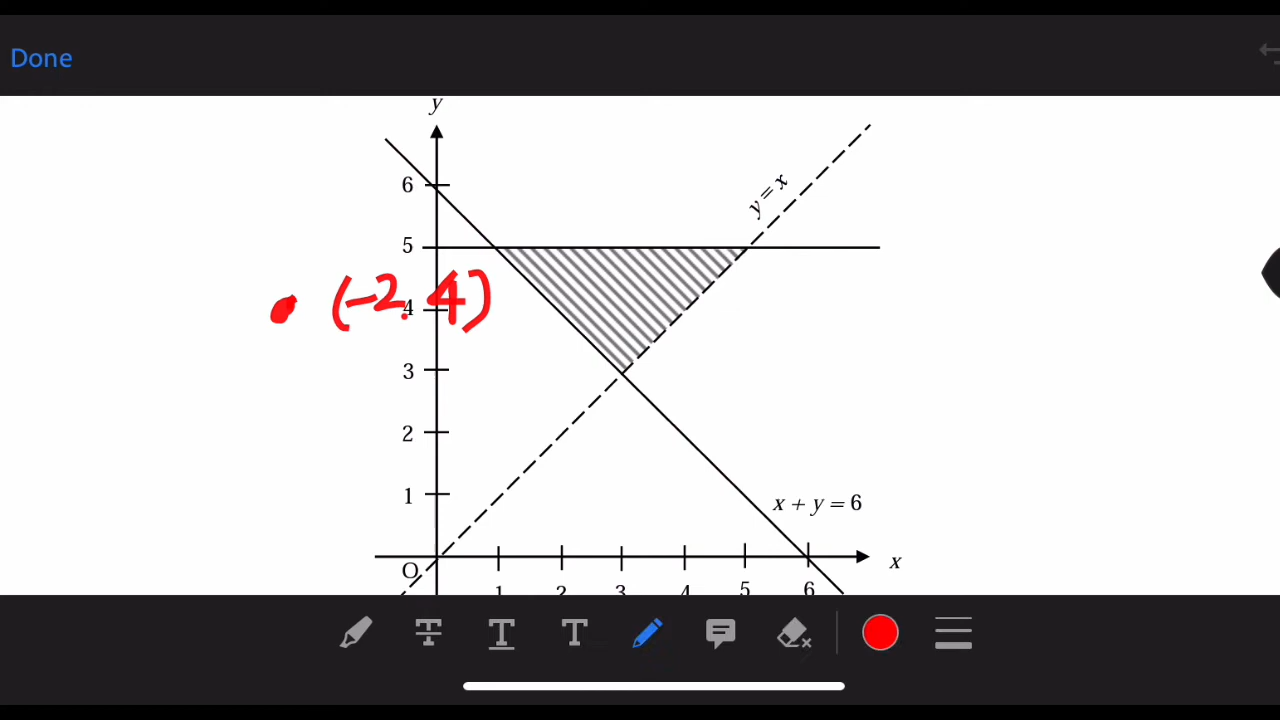 Done
y
6
y = x
5
(-2.4)
4
3
2
1
x + y = 6
O
x
1 2 3 4 5 6
T T T